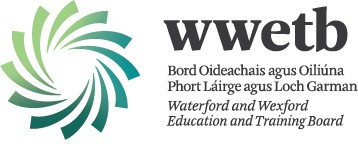 wwetb
Bord Oideachais agus Oiliúna
Phort Láirge agus Loch Garman
Waterford and Wexford
Education and Training Board